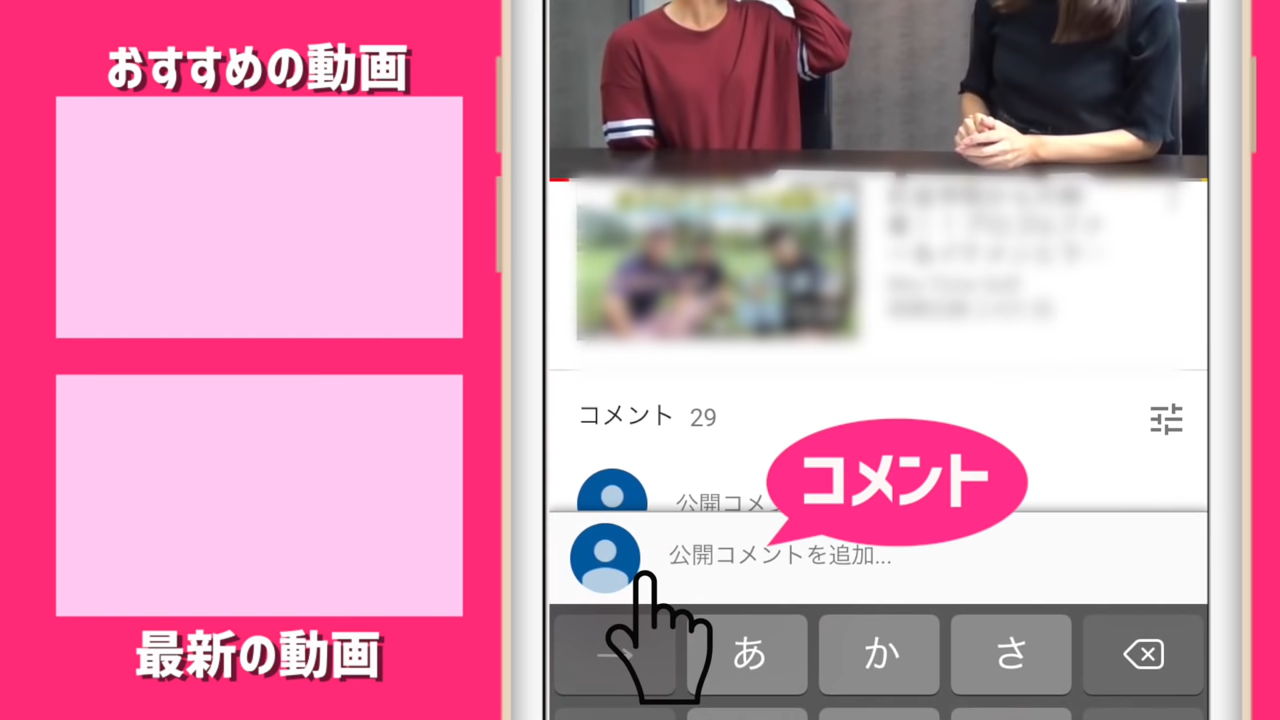 おすすめの動画
最新の動画
コメント 29
コメント
公開コメ
公開コメントを追加...
あ
か
さ